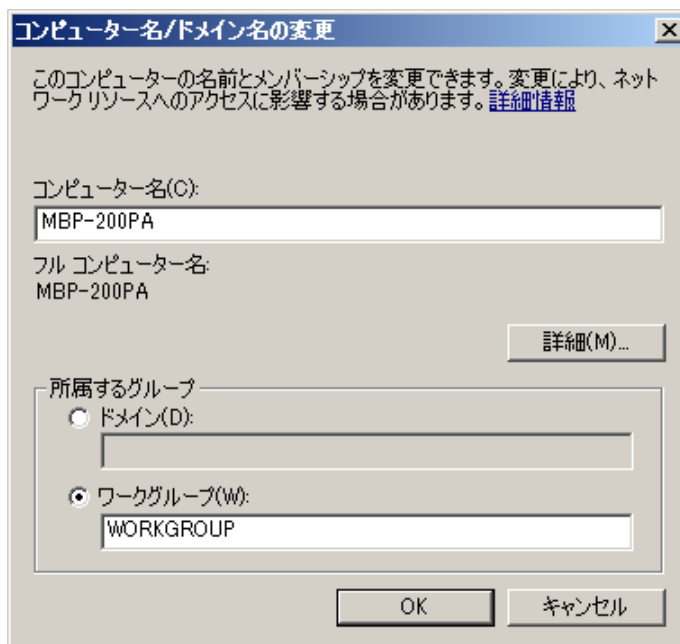 コンピューター名/ドメイン名の変更
このコンピューターの名前とメンバーシップを変更できます。変更により、ネット
ワーク リソースへのアクセスに影響する場合があります。詳細情報
コンピューター名(C):
MBP-200PA
フル コンピューター名:
MBP-200PA
詳細(M)...
所属するグループ
ドメイン(D):
ワークグループ(W):
WORKGROUP
OK
キャンセル